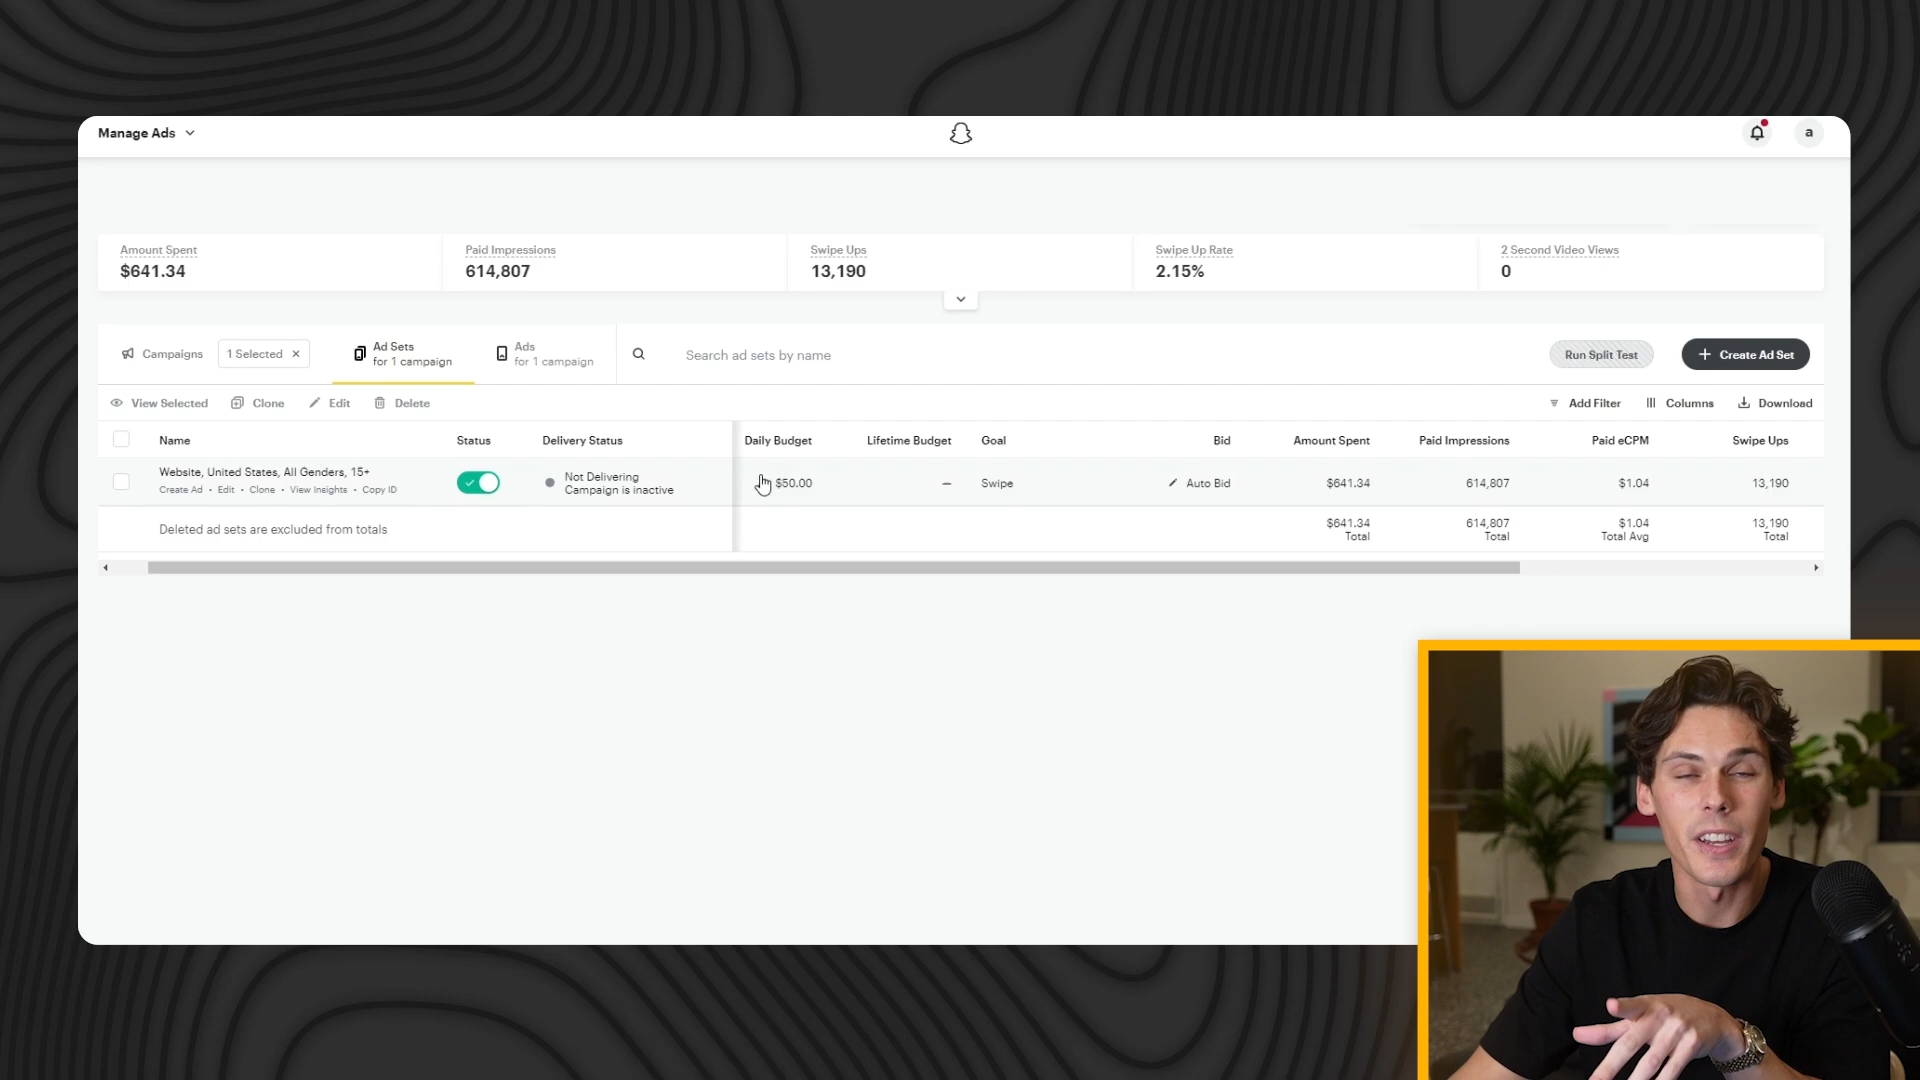 Manage Ads
a
Amount Spent
$641.34
Paid Impressions
614,807
Swipe Ups
13,190
Swipe Up Rate
2.15%
2 Second Video Views
0
Campaigns
1 Selected ×
Ad Sets
for 1 campaign
Ads
for 1 campaign
Search ad sets by name
Run Split Test
+ Create Ad Set
View Selected
Clone
Edit
Delete
Add Filter
Columns
Download
Name
Status
Delivery Status
Daily Budget
Lifetime Budget
Goal
Bid
Amount Spent
Paid Impressions
Paid eCPM
Swipe Ups
Website, United States, All Genders, 15+
Create Ad • Edit • Clone • View Insights • Copy ID
Not Delivering
Campaign is inactive
$50.00
–
Swipe
Auto Bid
$641.34
614,807
$1.04
13,190
Deleted ad sets are excluded from totals
$641.34
Total
614,807
Total
$1.04
Total Avg
13,190
Total